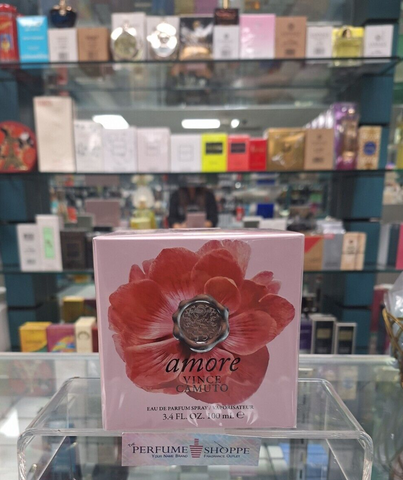 amore
VINCE
CAMUTO
EAU DE PARFUM SPRAY / VAPORISATEUR
3.4 FL. OZ. 100 ml ℮
PERFUME SHOPPE